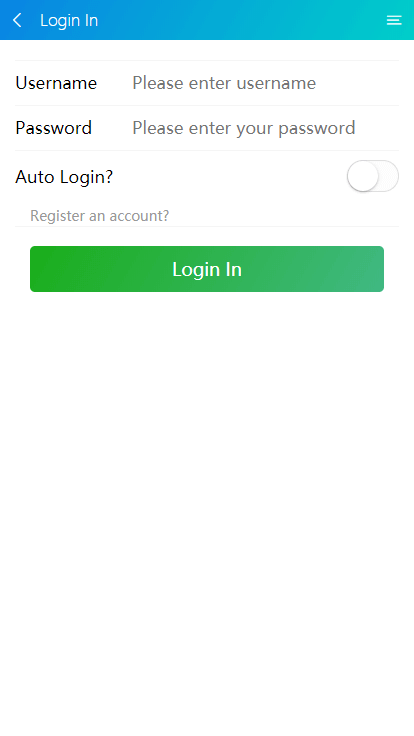 Login In
Username Please enter username
Password Please enter your password
Auto Login?
Register an account?
Login In